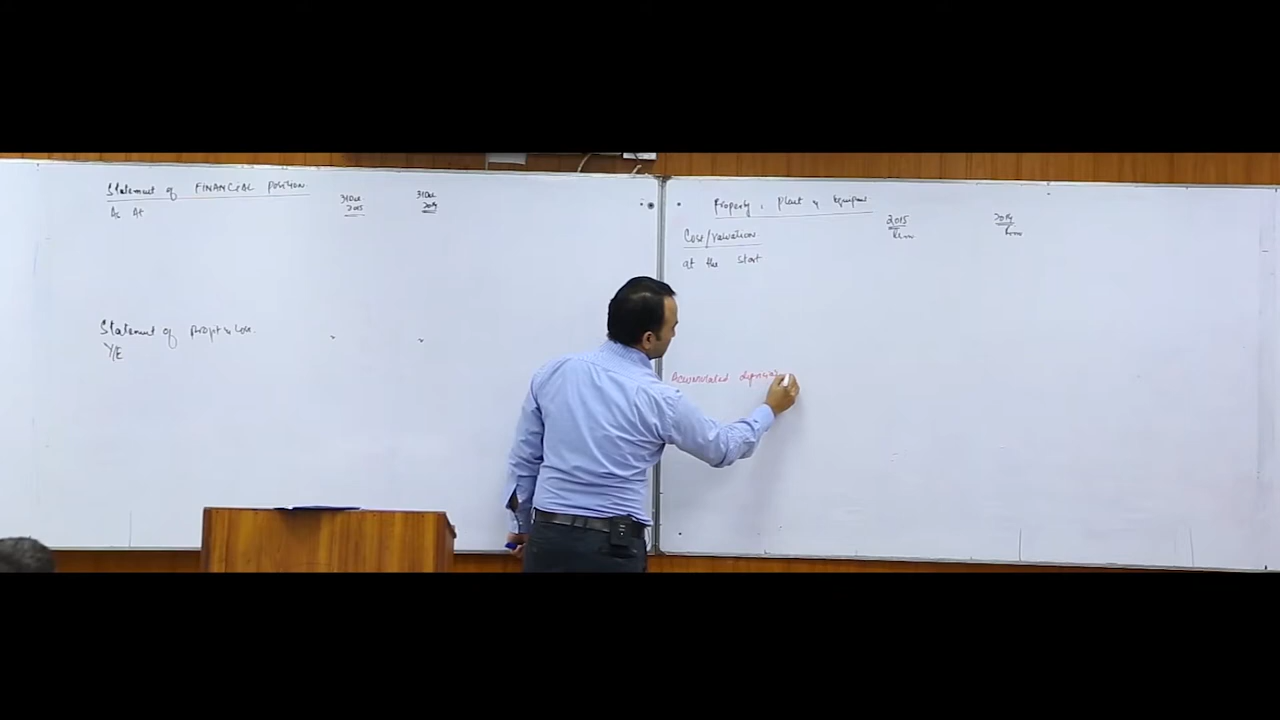 Statement of FINANCIAL Position
As At
31 Dec 2015
31 Dec 2014
Statement of profit & Loss.
Y/E
"
"
Property, Plant & Equipment
2015
2014
Cost/valuation
at the start
Accumulated